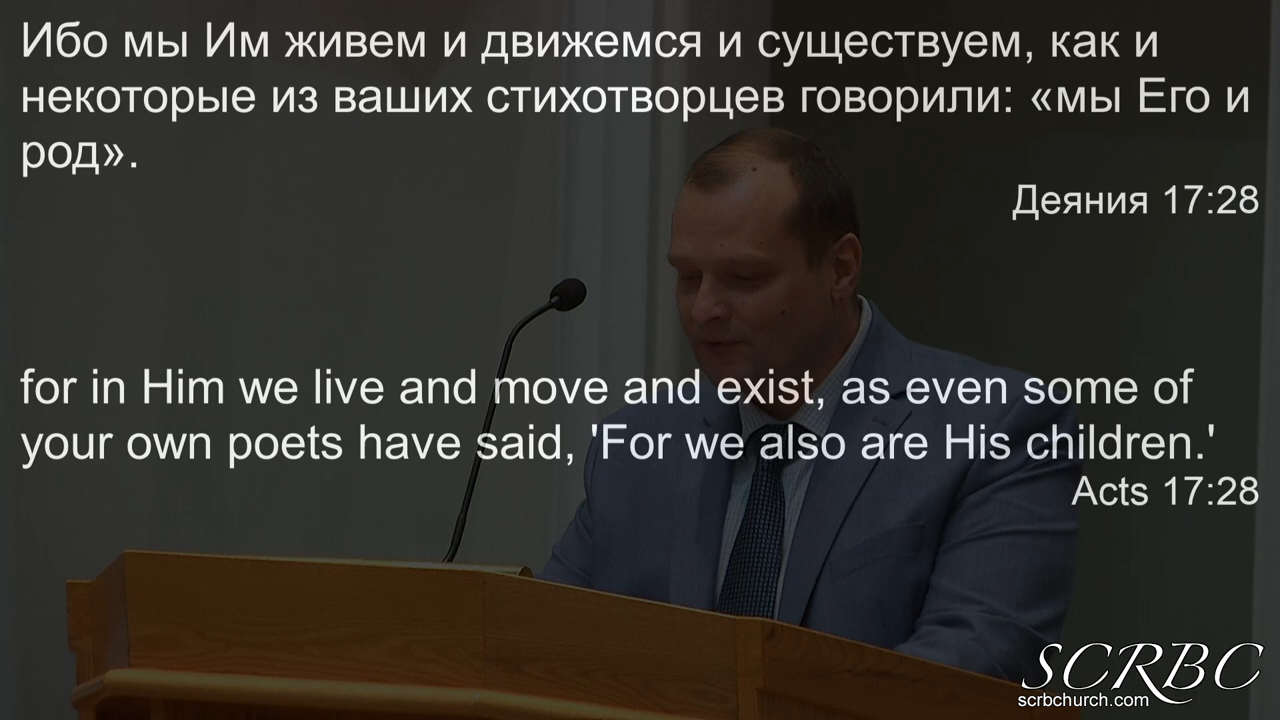 Ибо мы Им живем и движемся и существуем, как и
некоторые из ваших стихотворцев говорили: «мы Его и
род».
Деяния 17:28
for in Him we live and move and exist, as even some of
your own poets have said, 'For we also are His children.'
Acts 17:28
SCRBC
scrbchurch.com